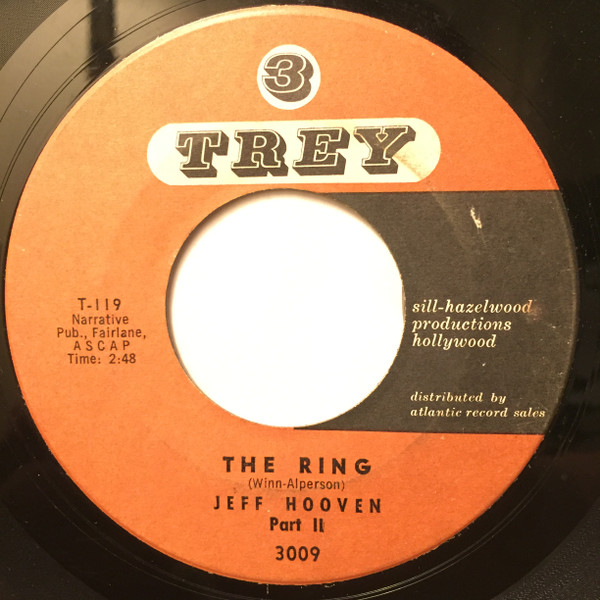 3
TREY
T-119
Narrative
Pub., Fairlane,
ASCAP
Time: 2:48
sill-hazelwood
productions
hollywood
distributed by
atlantic record sales
THE RING
(Winn-Alperson)
JEFF HOOVEN
Part II
3009